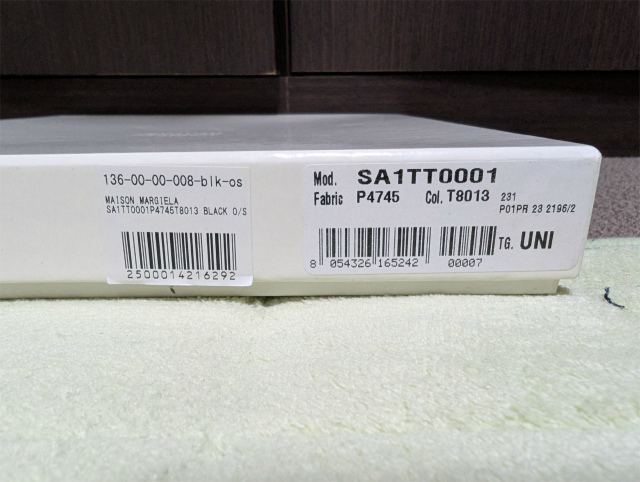 136-00-00-008-blk-os
MAISON MARGIELA
SA1TT0001P4745T8013 BLACK O/S
2500014216292
Mod. SA1TT0001
Fabric P4745 Col. T8013 231
P01PR 23 2196/2
8 054326 165242 00007 TG. UNI